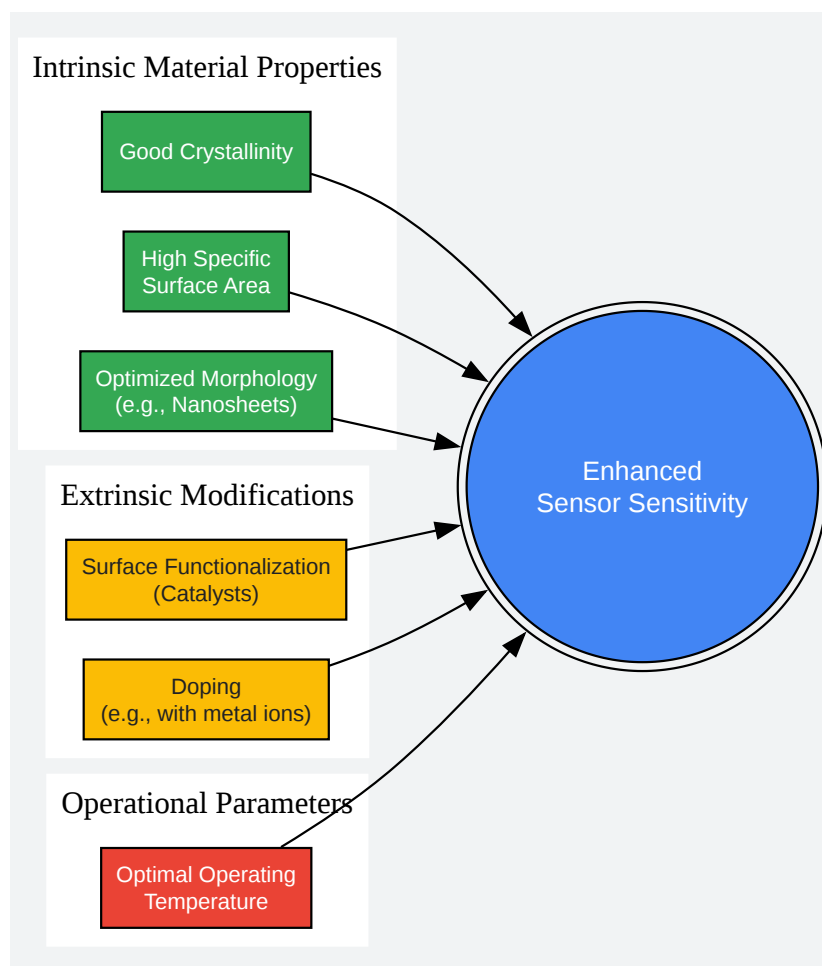 Intrinsic Material Properties
Good Crystallinity
High Specific
Surface Area
Optimized Morphology
(e.g., Nanosheets)
Extrinsic Modifications
Surface Functionalization
(Catalysts)
Doping
(e.g., with metal ions)
Operational Parameters
Optimal Operating
Temperature
Enhanced
Sensor Sensitivity